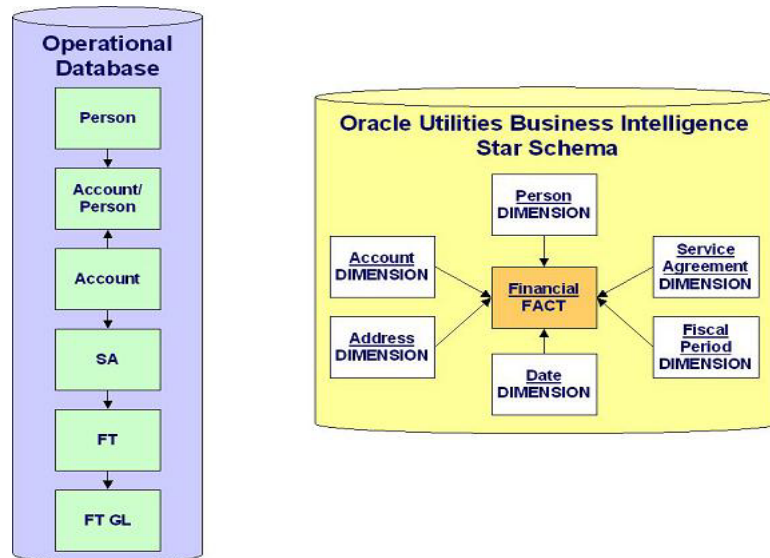 Operational
Database
Person
Account/
Person
Account
SA
FT
FT GL
Oracle Utilities Business Intelligence
Star Schema
Person
DIMENSION
Account
DIMENSION
Service
Agreement
DIMENSION
Financial
FACT
Address
DIMENSION
Date
DIMENSION
Fiscal
Period
DIMENSION